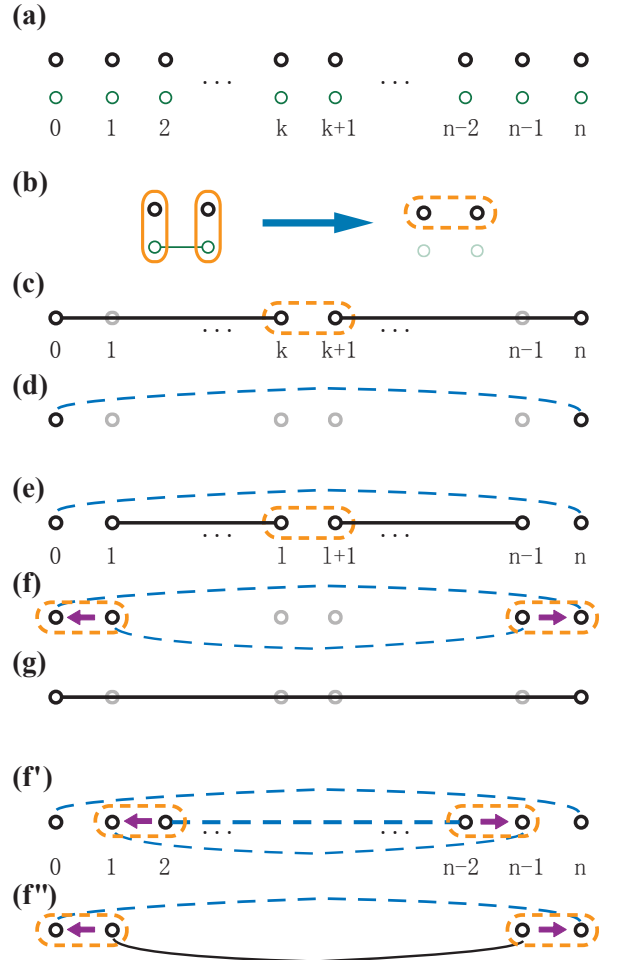 (a)
... ...
0 1 2 k k+1 n-2 n-1 n
(b)
(c)
... ...
0 1 k k+1 n-1 n
(d)
(e)
... ...
0 1 l l+1 n-1 n
(f)
(g)
(f')
... ...
0 1 2 n-2 n-1 n
(f'')